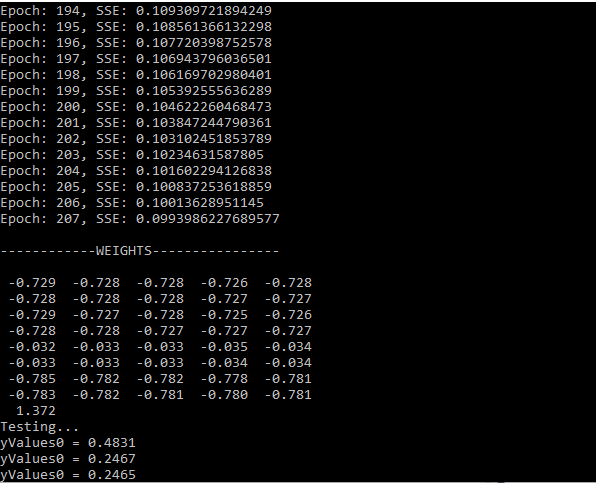 Epoch: 194, SSE: 0.109309721894249
Epoch: 195, SSE: 0.108561366132298
Epoch: 196, SSE: 0.107720398752578
Epoch: 197, SSE: 0.106943796036501
Epoch: 198, SSE: 0.106169702980401
Epoch: 199, SSE: 0.105392555636289
Epoch: 200, SSE: 0.104622260468473
Epoch: 201, SSE: 0.103847244790361
Epoch: 202, SSE: 0.103102451853789
Epoch: 203, SSE: 0.10234631587805
Epoch: 204, SSE: 0.101602294126838
Epoch: 205, SSE: 0.100837253618859
Epoch: 206, SSE: 0.10013628951145
Epoch: 207, SSE: 0.0993986227689577
------------WEIGHTS----------------
-0.729 -0.728 -0.728 -0.726 -0.728
-0.728 -0.728 -0.728 -0.727 -0.727
-0.729 -0.727 -0.728 -0.725 -0.726
-0.728 -0.728 -0.727 -0.727 -0.727
-0.032 -0.033 -0.033 -0.035 -0.034
-0.033 -0.033 -0.033 -0.034 -0.034
-0.785 -0.782 -0.782 -0.778 -0.781
-0.783 -0.782 -0.781 -0.780 -0.781
1.372
Testing...
yValues0 = 0.4831
yValues0 = 0.2467
yValues0 = 0.2465